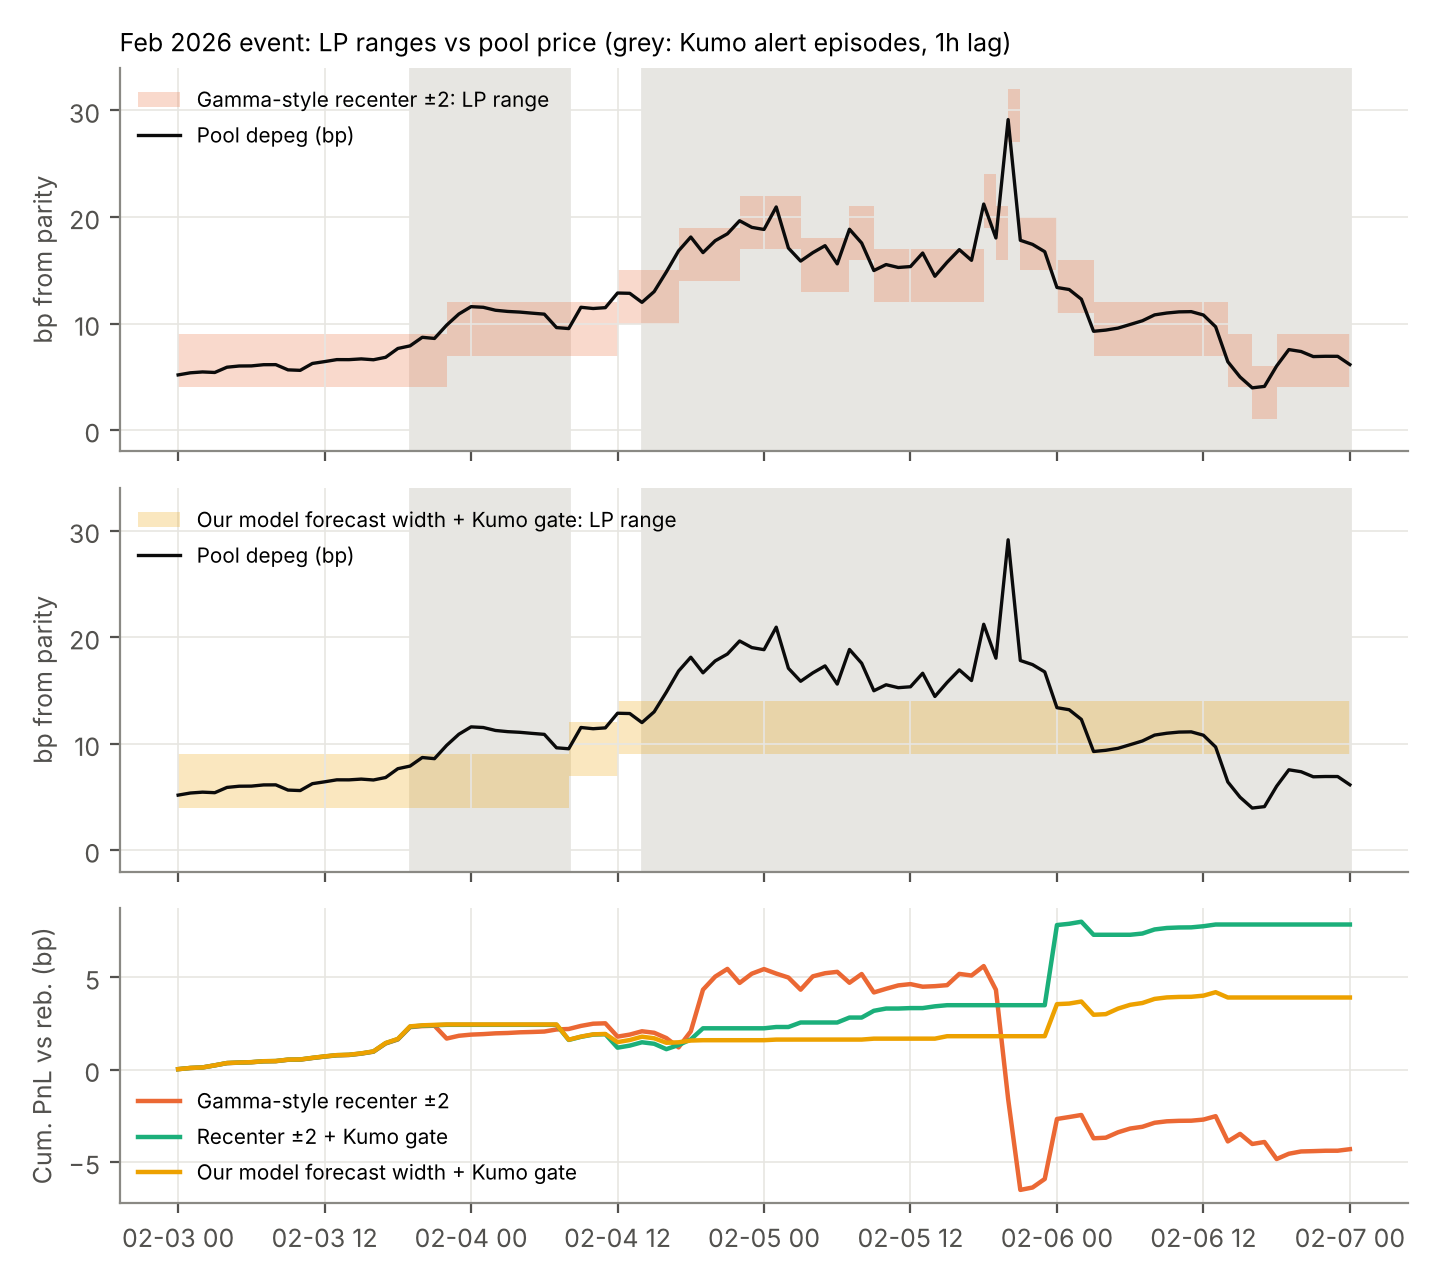 Feb 2026 event: LP ranges vs pool price (grey: Kumo alert episodes, 1h lag)
Gamma-style recenter ±2: LP range
Pool depeg (bp)
bp from parity
30
20
10
0
Our model forecast width + Kumo gate: LP range
Pool depeg (bp)
bp from parity
30
20
10
0
Cum. PnL vs reb. (bp)
5
0
−5
Gamma-style recenter ±2
Recenter ±2 + Kumo gate
Our model forecast width + Kumo gate
02-03 00 02-03 12 02-04 00 02-04 12 02-05 00 02-05 12 02-06 00 02-06 12 02-07 00